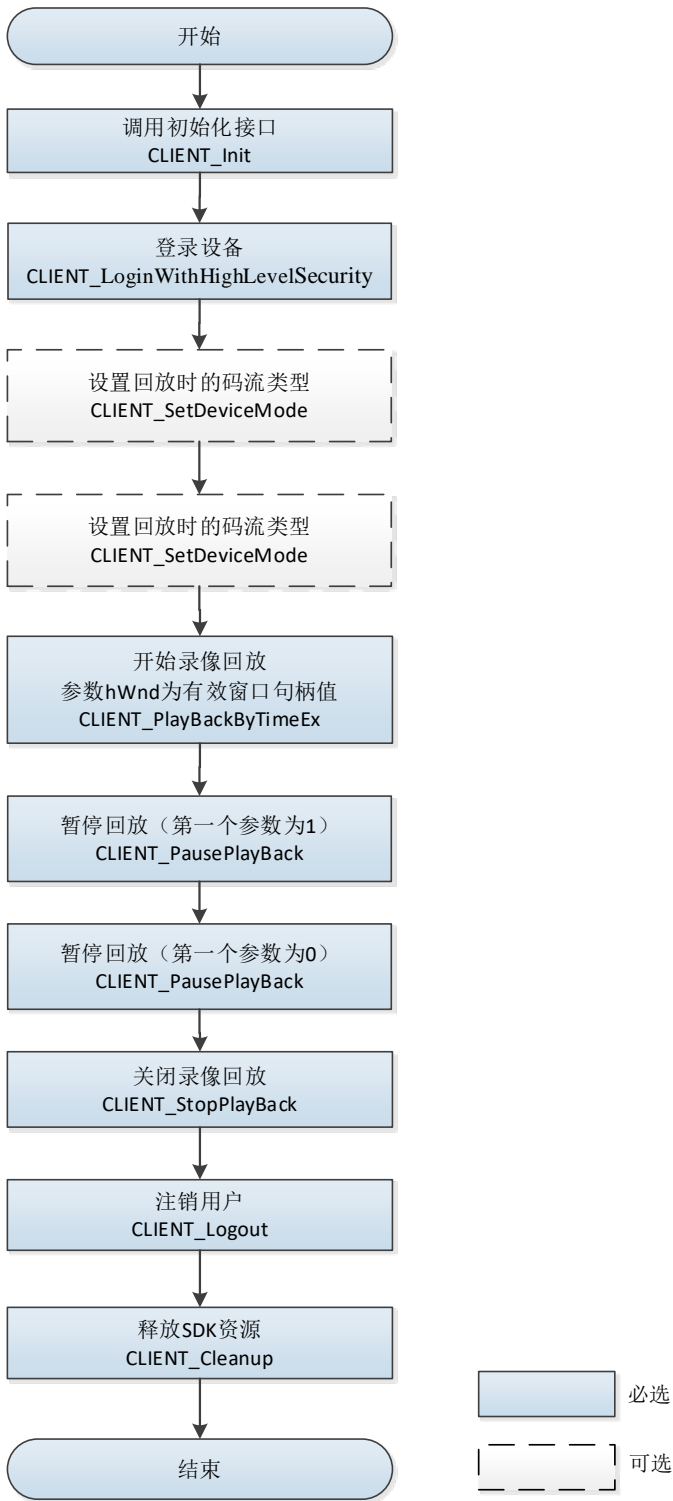 开始
调用初始化接口
CLIENT_Init
登录设备
CLIENT_LoginWithHighLevelSecurity
设置回放时的码流类型
CLIENT_SetDeviceMode
设置回放时的码流类型
CLIENT_SetDeviceMode
开始录像回放
参数hWnd为有效窗口句柄值
CLIENT_PlayBackByTimeEx
暂停回放（第一个参数为1）
CLIENT_PausePlayBack
暂停回放（第一个参数为0）
CLIENT_PausePlayBack
关闭录像回放
CLIENT_StopPlayBack
注销用户
CLIENT_Logout
释放SDK资源
CLIENT_Cleanup
结束
必选
可选